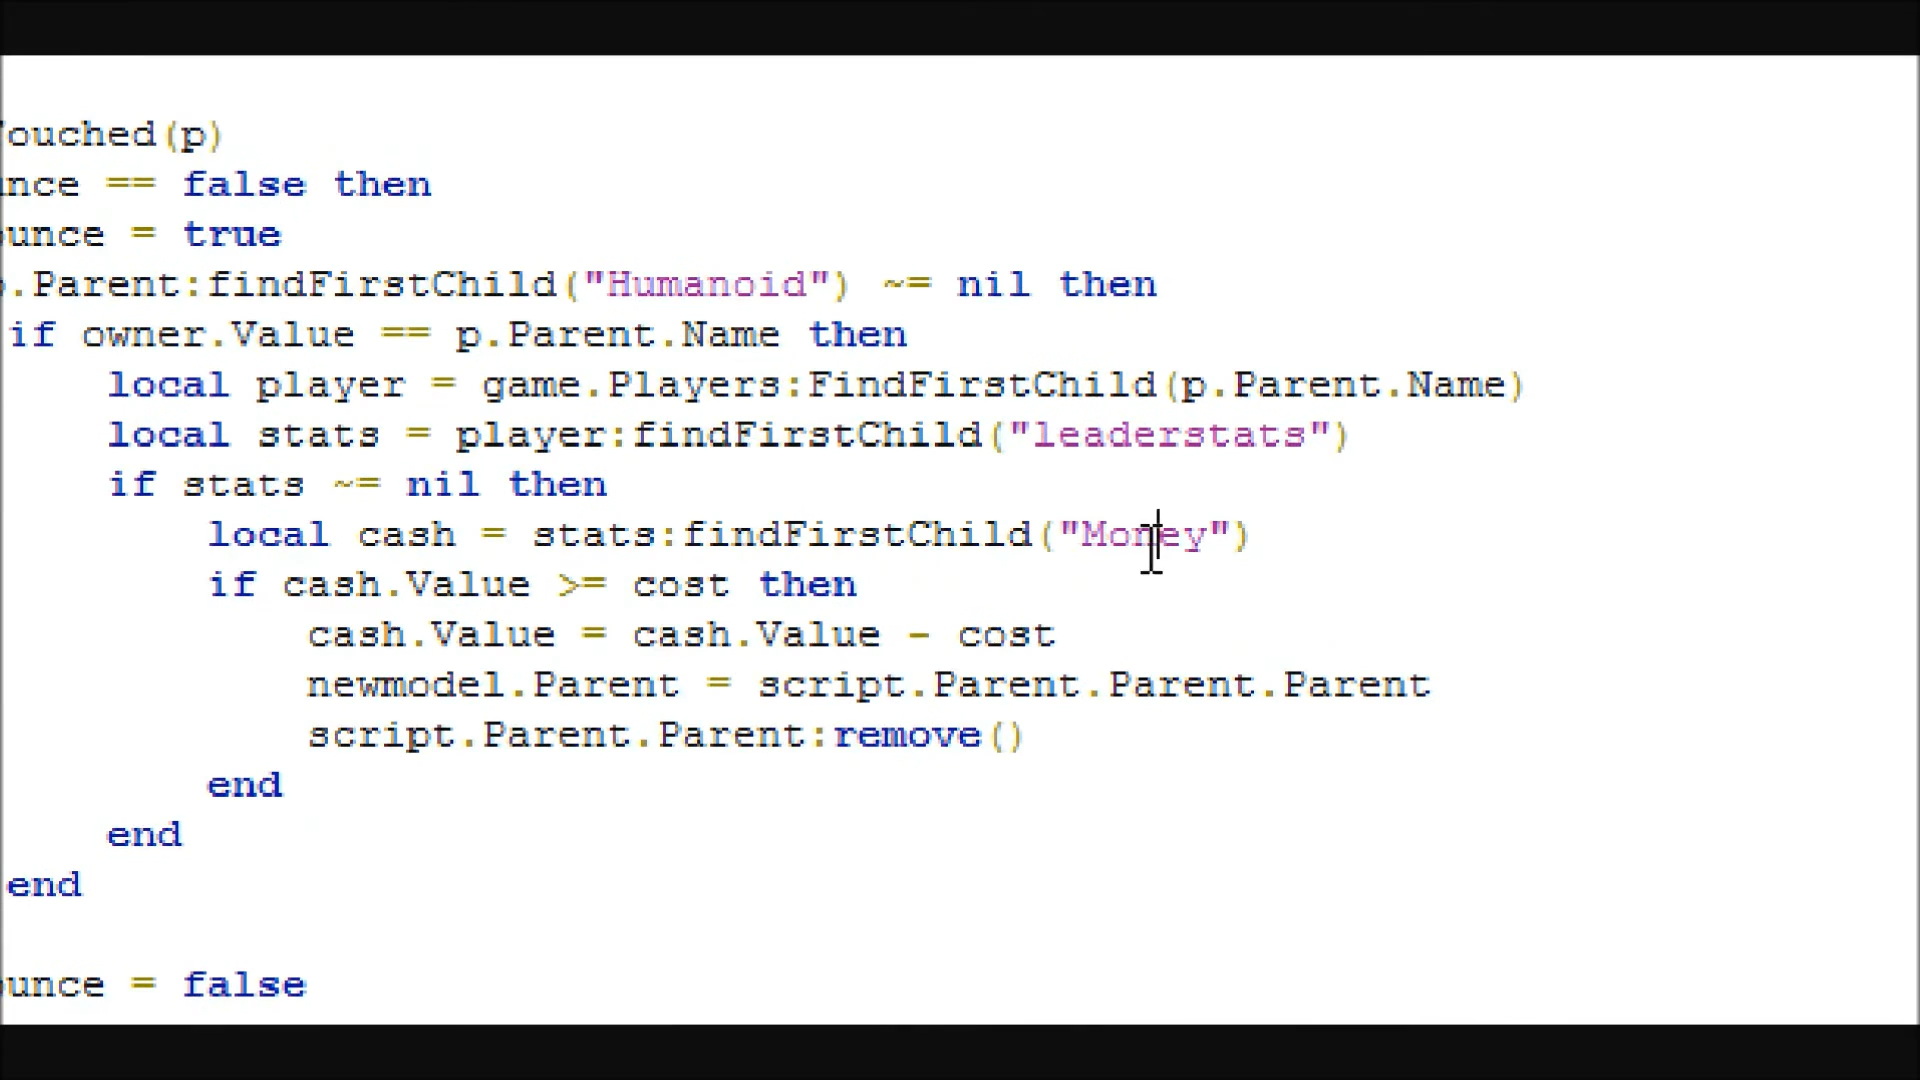 ouched(p)
nce == false then
ounce = true
.Parent:findFirstChild("Humanoid") ~= nil then
if owner.Value == p.Parent.Name then
local player = game.Players:FindFirstChild(p.Parent.Name)
local stats = player:findFirstChild("leaderstats")
if stats ~= nil then
local cash = stats:findFirstChild("Money")
if cash.Value >= cost then
cash.Value = cash.Value - cost
newmodel.Parent = script.Parent.Parent.Parent
script.Parent.Parent:remove()
end
end
end
ounce = false